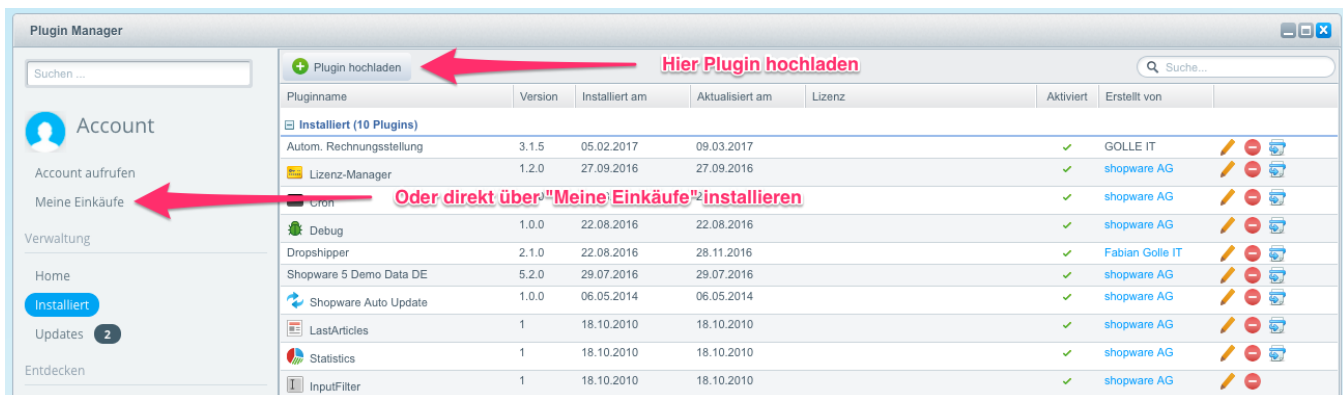 Plugin Manager
Suchen ...
Account
Account aufrufen
Meine Einkäufe
Verwaltung
Home
Installiert
Updates 2
Entdecken
Plugin hochladen
Hier Plugin hochladen
Suche...
Pluginname Version Installiert am Aktualisiert am Lizenz Aktiviert Erstellt von
Installiert (10 Plugins)
Autom. Rechnungsstellung 3.1.5 05.02.2017 09.03.2017 GOLLE IT
Lizenz-Manager 1.2.0 27.09.2016 27.09.2016 shopware AG
Oder direkt über "Meine Einkäufe" installieren
Cron shopware AG
Debug 1.0.0 22.08.2016 22.08.2016 shopware AG
Dropshipper 2.1.0 22.08.2016 28.11.2016 Fabian Golle IT
Shopware 5 Demo Data DE 5.2.0 29.07.2016 29.07.2016 shopware AG
Shopware Auto Update 1.0.0 06.05.2014 06.05.2014 shopware AG
LastArticles 1 18.10.2010 18.10.2010 shopware AG
Statistics 1 18.10.2010 18.10.2010 shopware AG
InputFilter 1 18.10.2010 18.10.2010 shopware AG